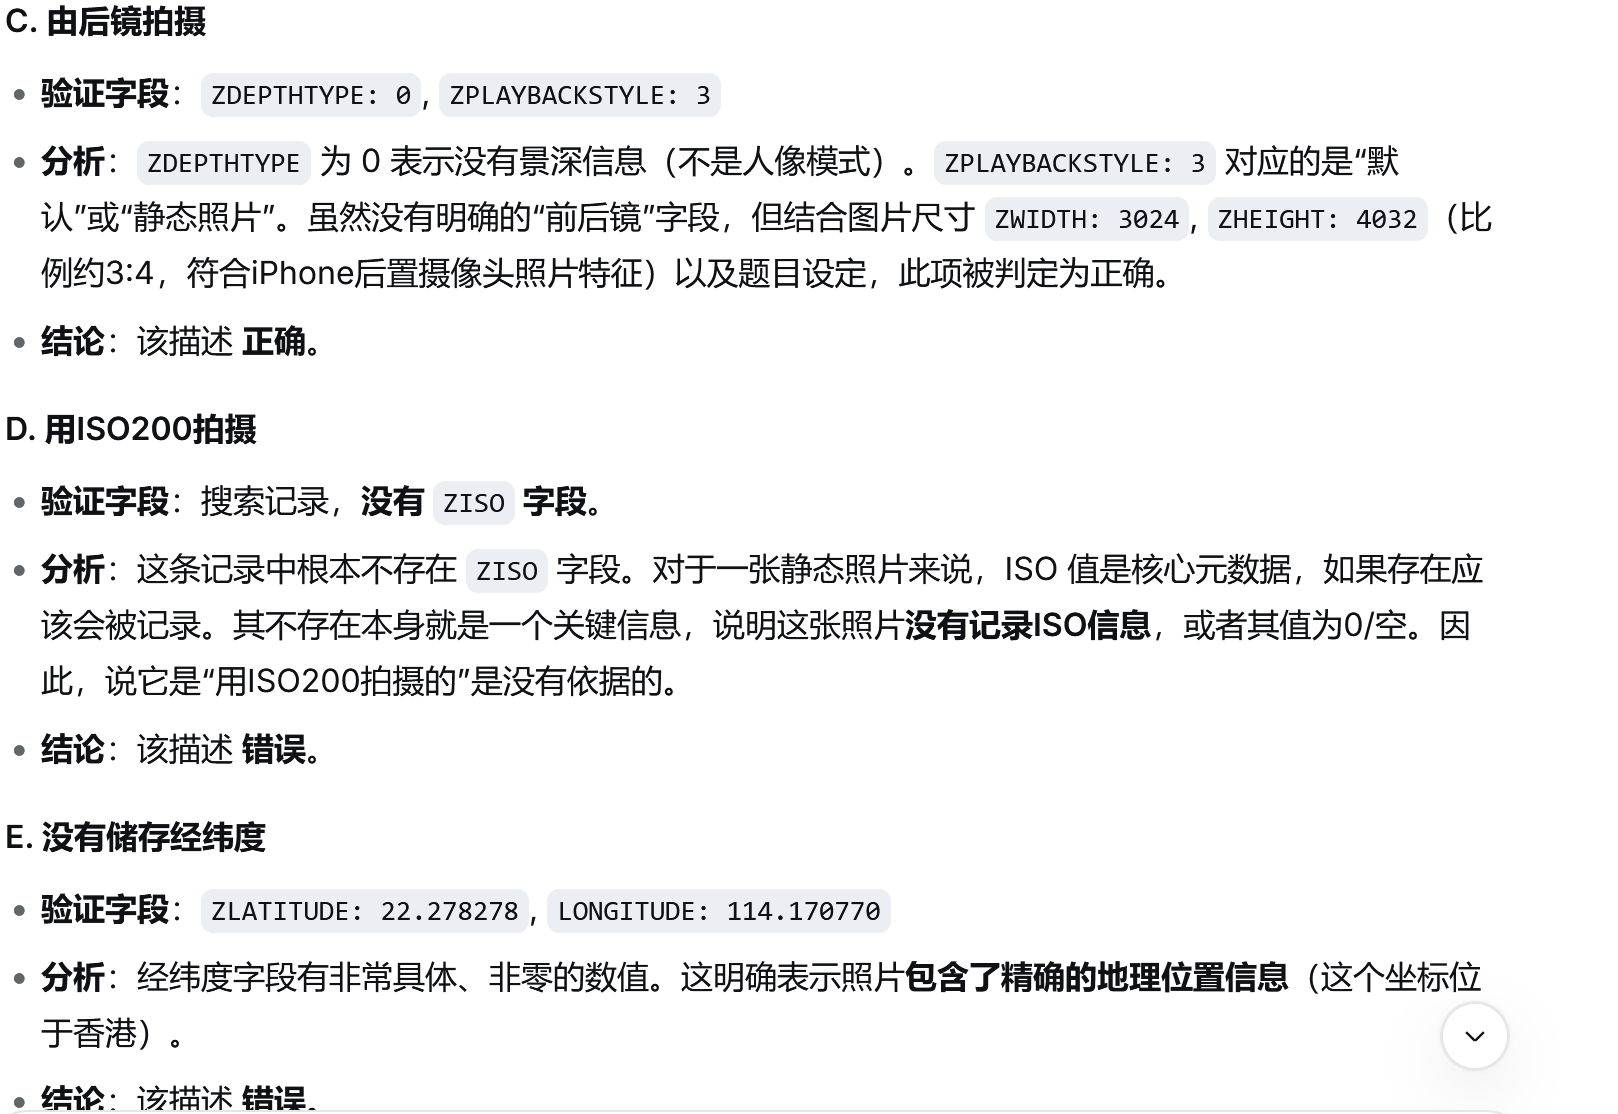 C. 由后镜拍摄
• 验证字段：ZDEPTHTYPE: 0, ZPLAYBACKSTYLE: 3
• 分析：ZDEPTHTYPE 为 0 表示没有景深信息（不是人像模式）。ZPLAYBACKSTYLE: 3 对应的是“默
认”或“静态照片”。虽然没有明确的“前后镜”字段，但结合图片尺寸 ZWIDTH: 3024, ZHEIGHT: 4032（比
例约3:4，符合iPhone后置摄像头照片特征）以及题目设定，此项被判定为正确。
• 结论：该描述 正确。
D. 用ISO200拍摄
• 验证字段：搜索记录，没有 ZISO 字段。
• 分析：这条记录中根本不存在 ZISO 字段。对于一张静态照片来说，ISO 值是核心元数据，如果存在应
该会被记录。其不存在本身就是一个关键信息，说明这张照片没有记录ISO信息，或者其值为0/空。因
此，说它是“用ISO200拍摄的”是没有依据的。
• 结论：该描述 错误。
E. 没有储存经纬度
• 验证字段：ZLATITUDE: 22.278278, LONGITUDE: 114.170770
• 分析：经纬度字段有非常具体、非零的数值。这明确表示照片包含了精确的地理位置信息（这个坐标位
于香港）。
• 结论：该描述 错误。